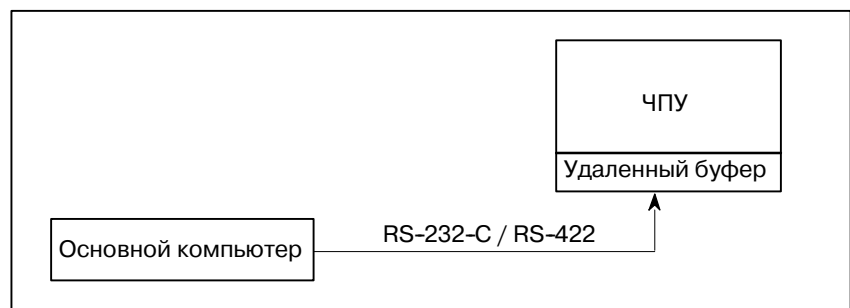 ЧПУ
Удаленный буфер
RS-232-C / RS-422
Основной компьютер